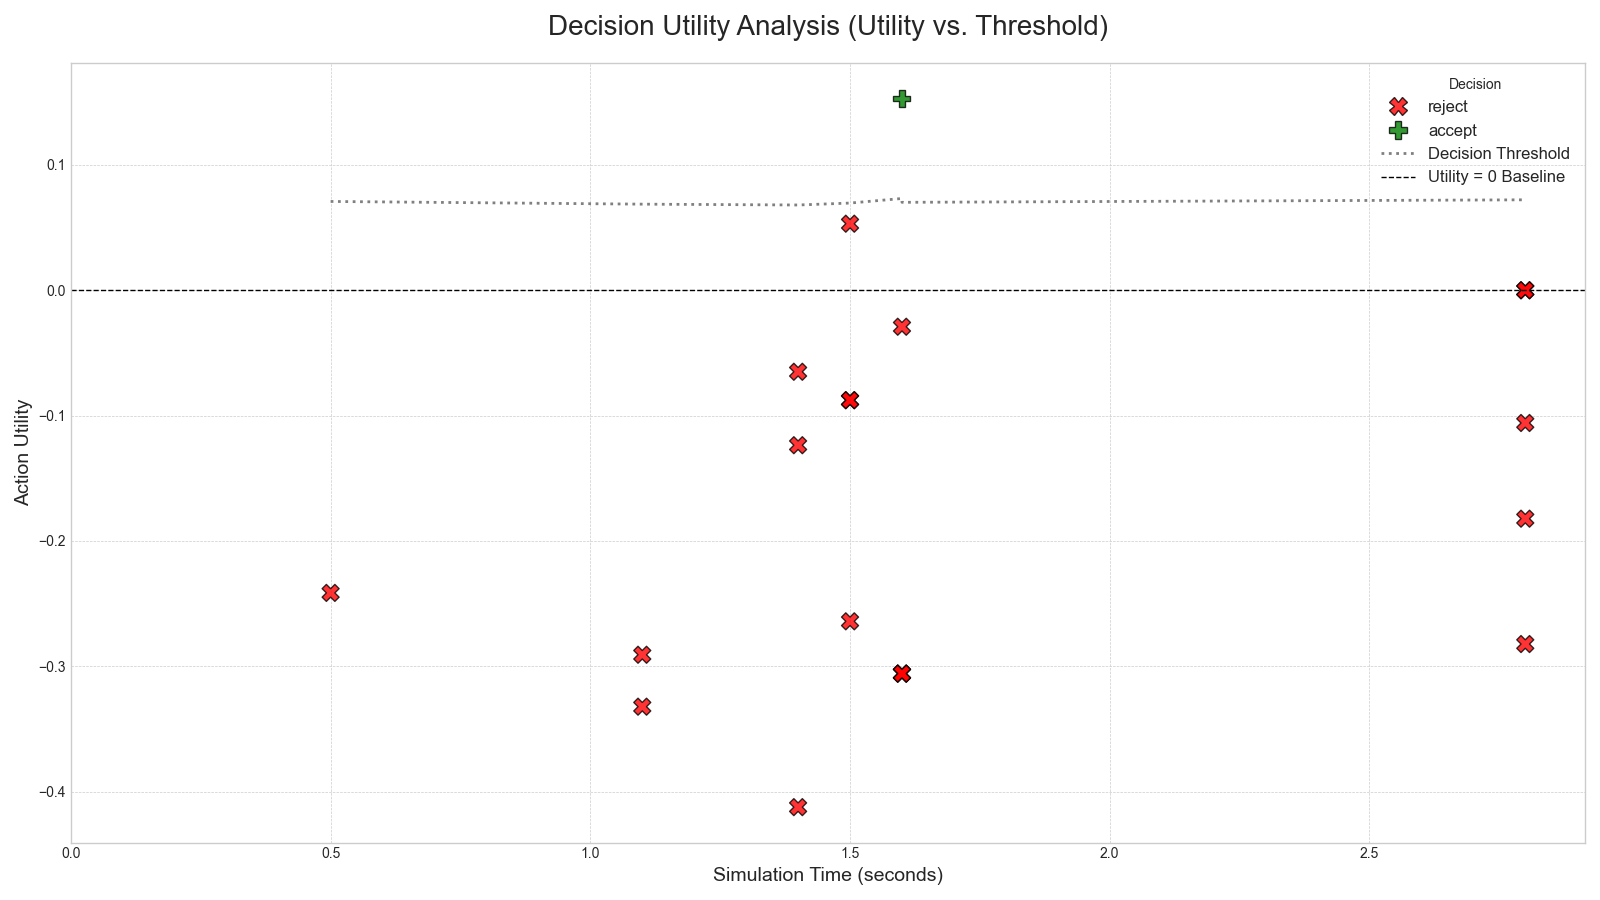 Decision Utility Analysis (Utility vs. Threshold)
Decision
reject
accept
Decision Threshold
Utility = 0 Baseline
Action Utility
0.1
0.0
−0.1
−0.2
−0.3
−0.4
0.0 0.5 1.0 1.5 2.0 2.5
Simulation Time (seconds)